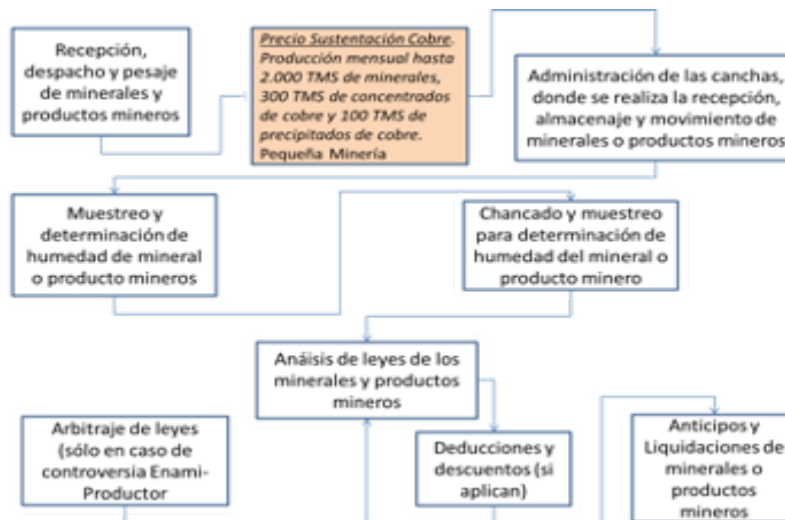 Recepción,
despacho y pesaje
de minerales y
productos mineros
Precio Sustentación Cobre.
Producción mensual hasta
2.000 TMS de minerales,
300 TMS de concentrados
de cobre y 100 TMS de
precipitados de cobre.
Pequeña Minería
Administración de las canchas,
donde se realiza la recepción,
almacenaje y movimiento de
minerales o productos mineros
Muestreo y
determinación de
humedad de mineral
o producto mineros
Chancado y muestreo
para determinación de
humedad del mineral o
producto minero
Anáisis de leyes de los
minerales y productos
mineros
Arbitraje de leyes
(sólo en caso de
controversia Enami-
Productor
Deducciones y
descuentos (si
aplican)
Anticipos y
Liquidaciones de
minerales o
productos
mineros